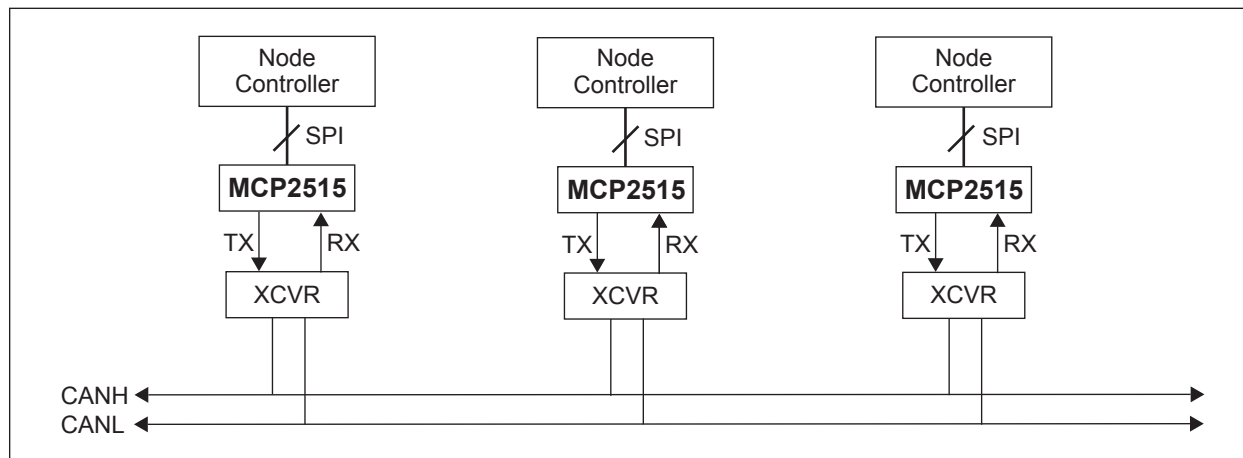 Node
Controller
Node
Controller
Node
Controller
SPI
SPI
SPI
MCP2515
MCP2515
MCP2515
TX
RX
TX
RX
TX
RX
XCVR
XCVR
XCVR
CANH
CANL